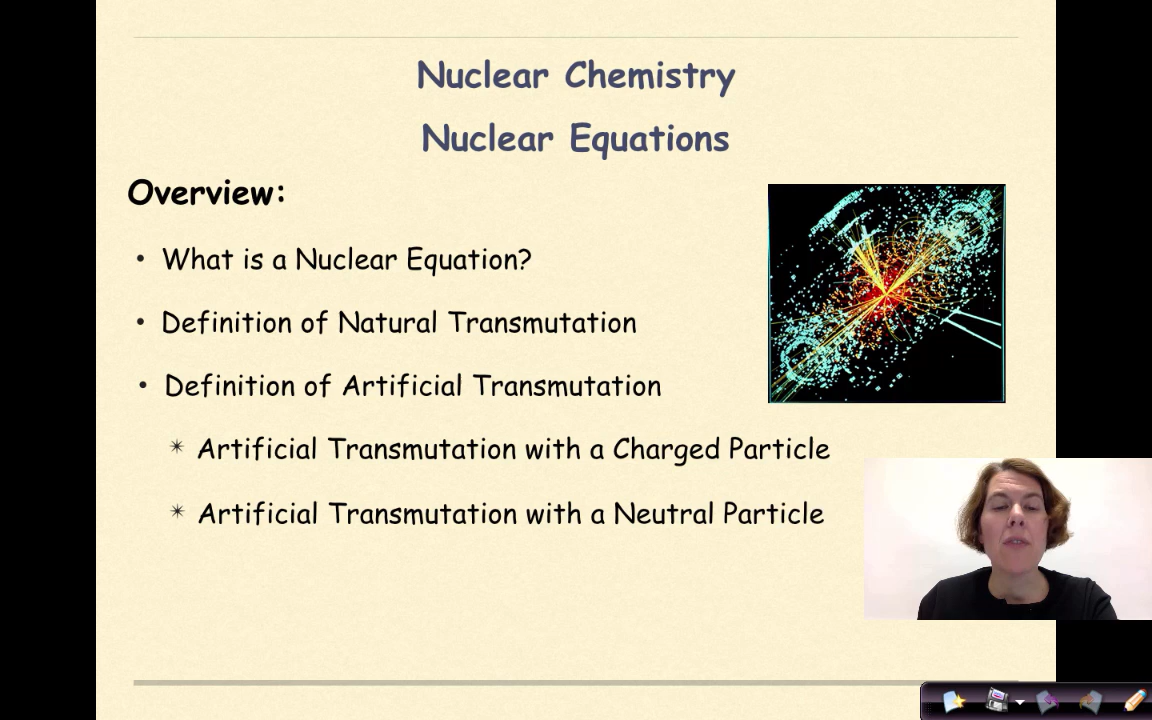 Nuclear Chemistry
Nuclear Equations
Overview:
• What is a Nuclear Equation?
• Definition of Natural Transmutation
• Definition of Artificial Transmutation
✴ Artificial Transmutation with a Charged Particle
✴ Artificial Transmutation with a Neutral Particle